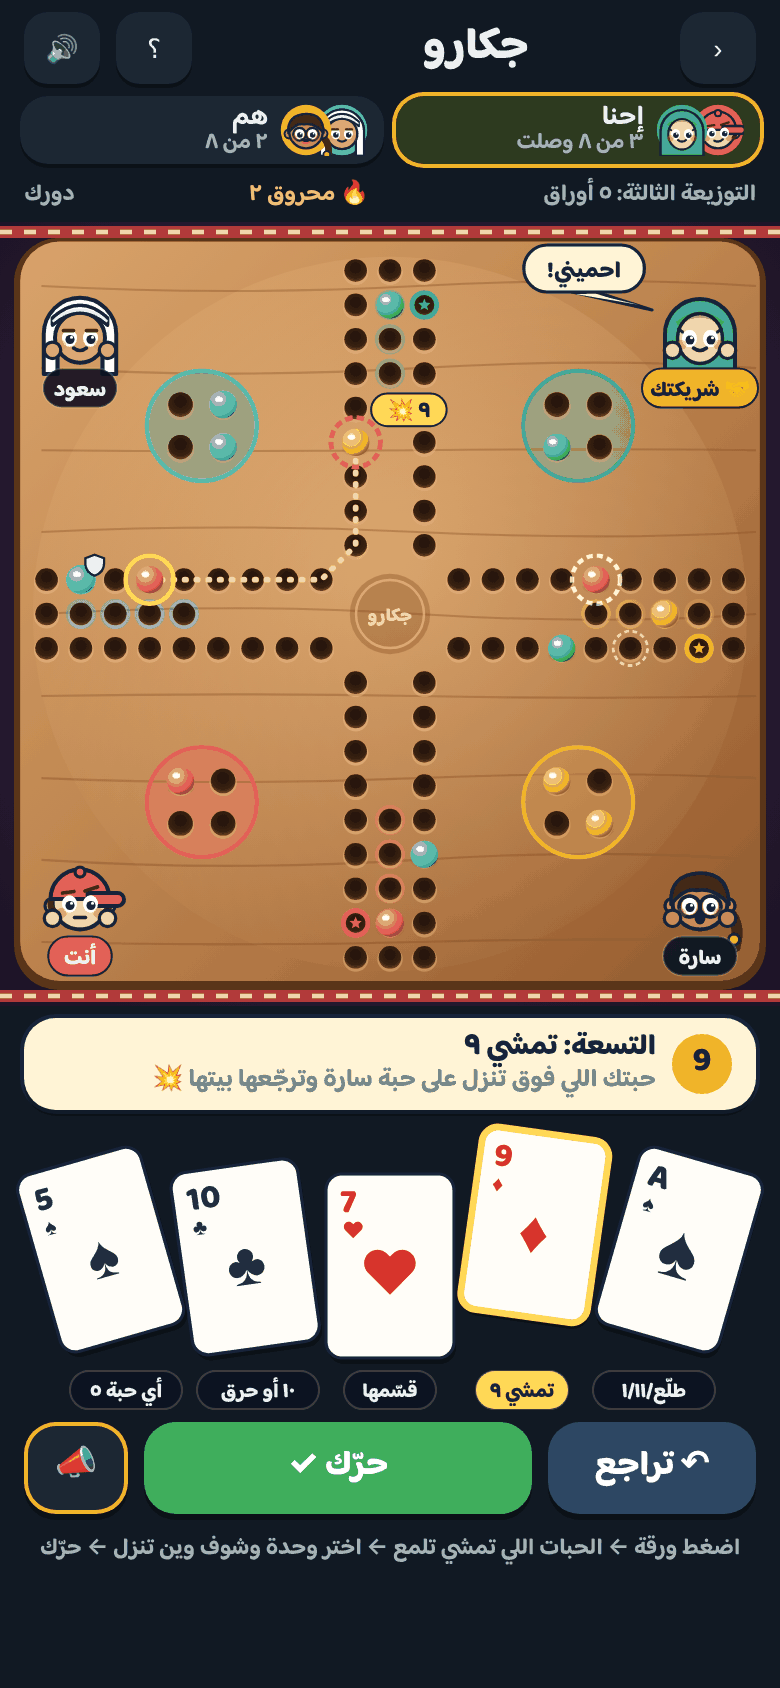 جكارو
›
؟
إحنا
٣ من ٨ وصلت
هم
٢ من ٨
التوزيعة الثالثة: ٥ أوراق
محروق ٢
دورك
احميني!
سعود
شريكتك
٩
جكارو
أنت
سارة
9
التسعة: تمشي ٩
حبتك اللي فوق تنزل على حبة سارة وترجّعها بيتها
5
10
7
9
A
طلّع/١١/١
تمشي ٩
قسّمها
١٠ أو حرق
أي حبة ٥
↶ تراجع
حرّك ✓
اضغط ورقة ← الحبات اللي تمشي تلمع ← اختر وحدة وشوف وين تنزل ← حرّك